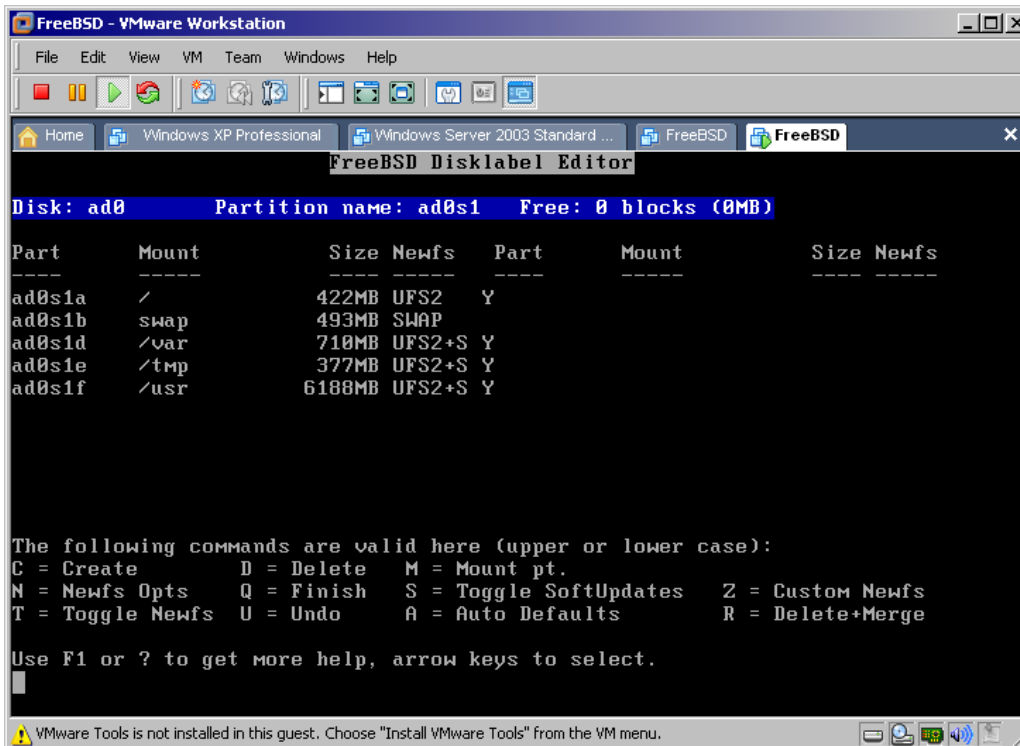 FreeBSD - VMware Workstation
File Edit View VM Team Windows Help
Home Windows XP Professional Windows Server 2003 Standard ... FreeBSD FreeBSD
FreeBSD Disklabel Editor
Disk: ad0 Partition name: ad0s1 Free: 0 blocks (0MB)
Part Mount Size Newfs Part Mount Size Newfs
---- ----- ---- ----- ---- ----- ---- -----
ad0s1a / 422MB UFS2 Y
ad0s1b swap 493MB SWAP
ad0s1d /var 710MB UFS2+S Y
ad0s1e /tmp 377MB UFS2+S Y
ad0s1f /usr 6188MB UFS2+S Y
The following commands are valid here (upper or lower case):
C = Create D = Delete M = Mount pt.
N = Newfs Opts Q = Finish S = Toggle SoftUpdates Z = Custom Newfs
T = Toggle Newfs U = Undo A = Auto Defaults R = Delete+Merge
Use F1 or ? to get more help, arrow keys to select.
VMware Tools is not installed in this guest. Choose "Install VMware Tools" from the VM menu.